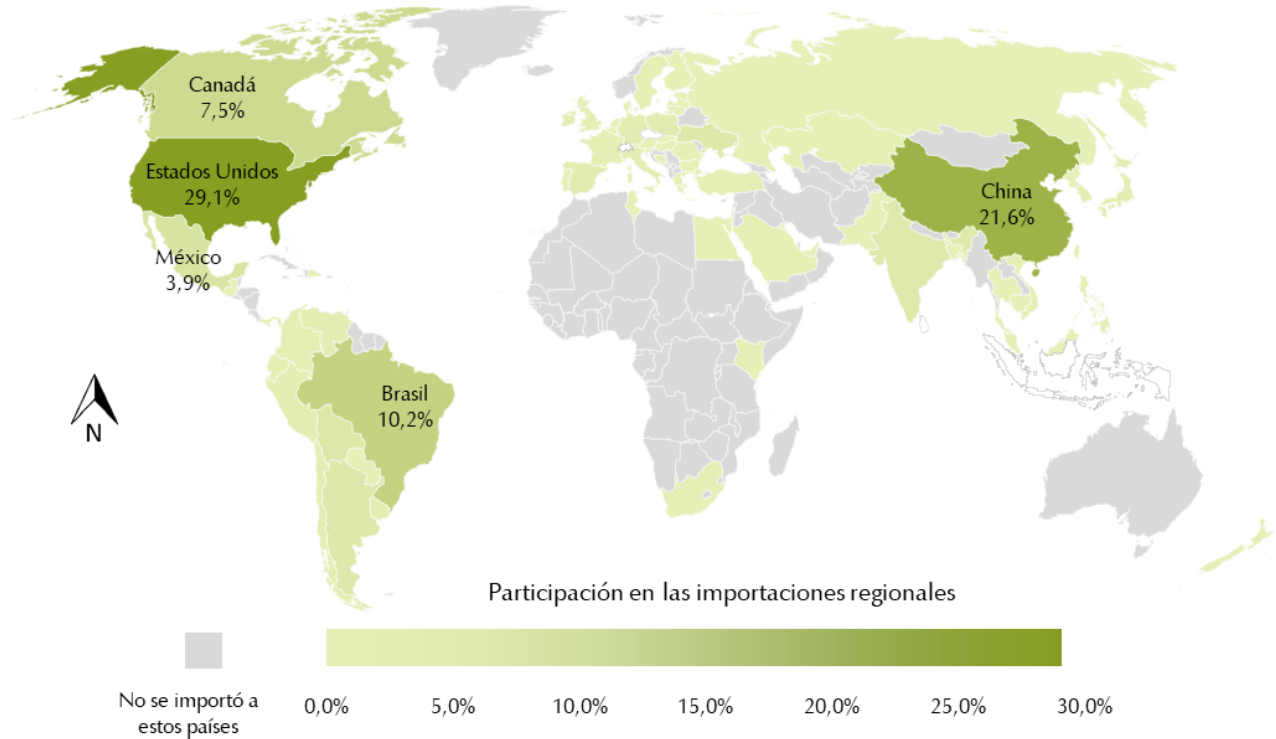 Canadá
7,5%
Estados Unidos
29,1%
México
3,9%
China
21,6%
Brasil
10,2%
N
Participación en las importaciones regionales
No se importó a
estos países
0,0%
5,0%
10,0%
15,0%
20,0%
25,0%
30,0%